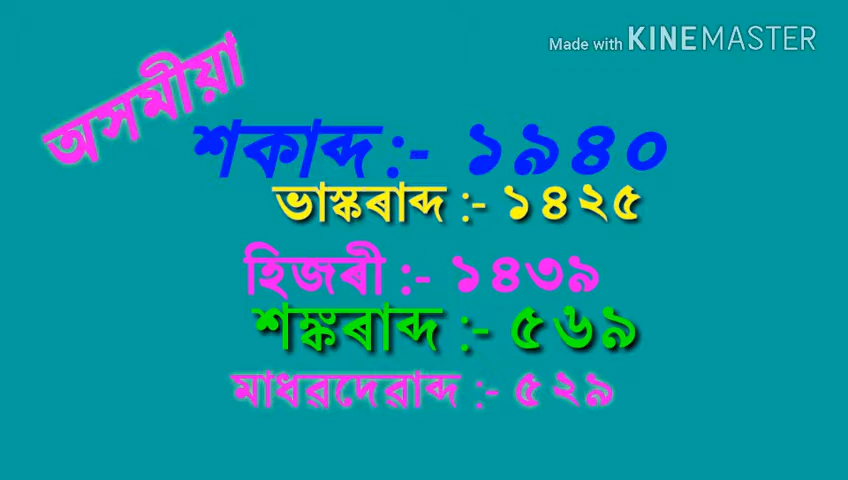 Made with KINEMASTER
অসমীয়া
শকাব্দ :- ১৯৪০
ভাস্কৰাব্দ :- ১৪২৫
হিজৰী :- ১৪৩৯
শঙ্কৰাব্দ :- ৫৬৯
মাধৱদেৱাব্দ :- ৫২৯